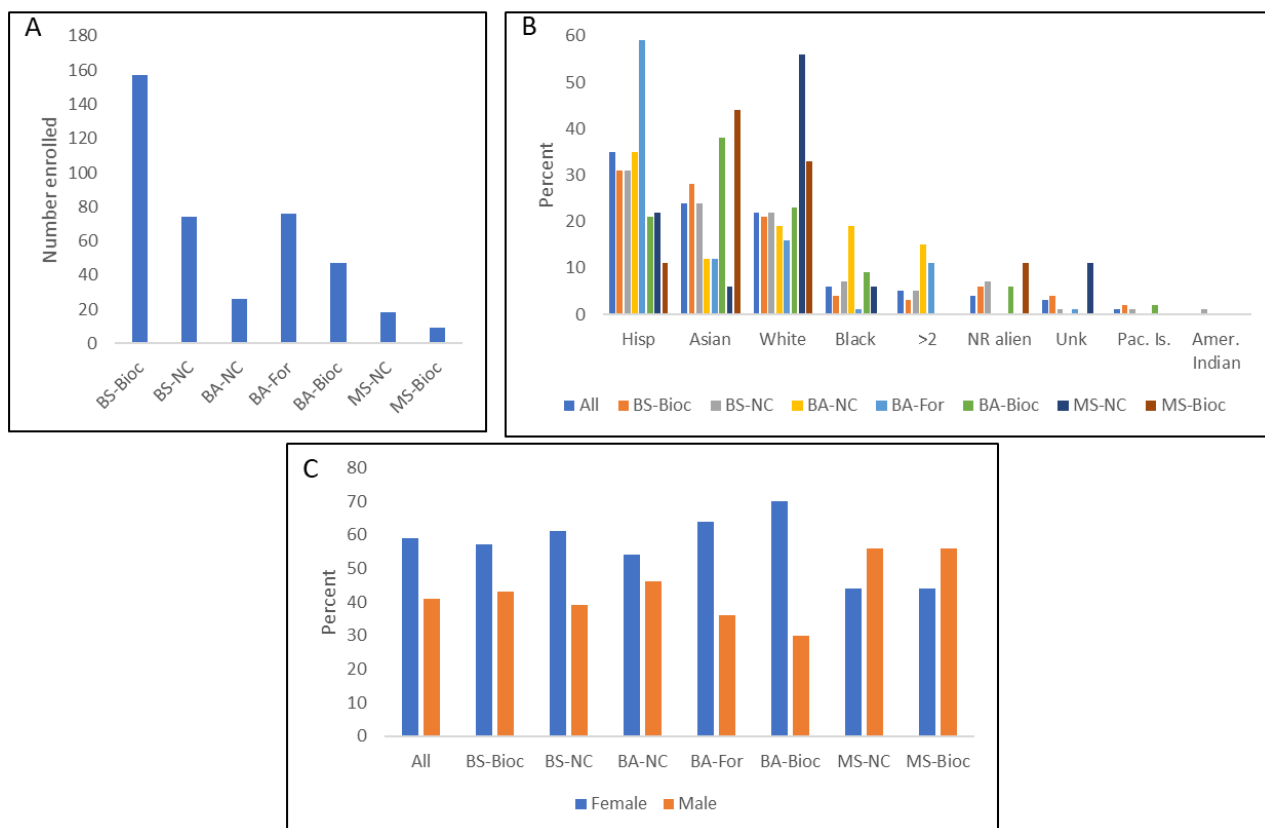 A
Number enrolled
180
160
140
120
100
80
60
40
20
0
BS-Bioc BS-NC BA-NC BA-For BA-Bioc MS-NC MS-Bioc
B
Percent
60
50
40
30
20
10
0
Hisp Asian White Black >2 NR alien Unk Pac. Is. Amer.
Indian
All BS-Bioc BS-NC BA-NC BA-For BA-Bioc MS-NC MS-Bioc
C
Percent
80
70
60
50
40
30
20
10
0
All BS-Bioc BS-NC BA-NC BA-For BA-Bioc MS-NC MS-Bioc
Female Male